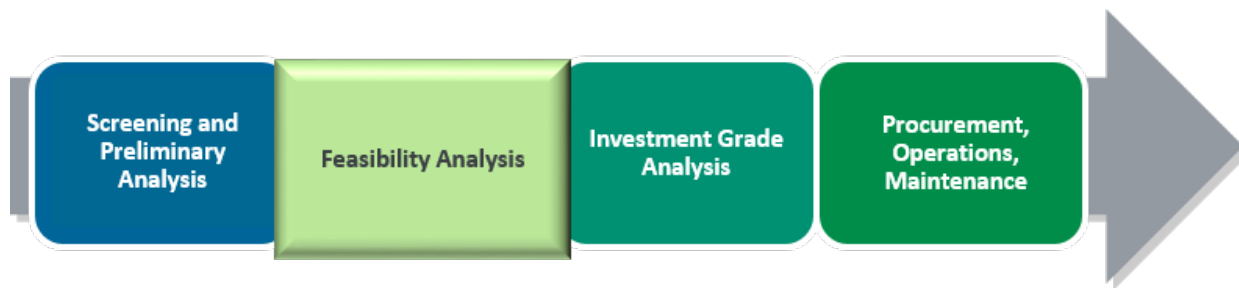 Screening and
Preliminary
Analysis
Feasibility Analysis
Investment Grade
Analysis
Procurement,
Operations,
Maintenance